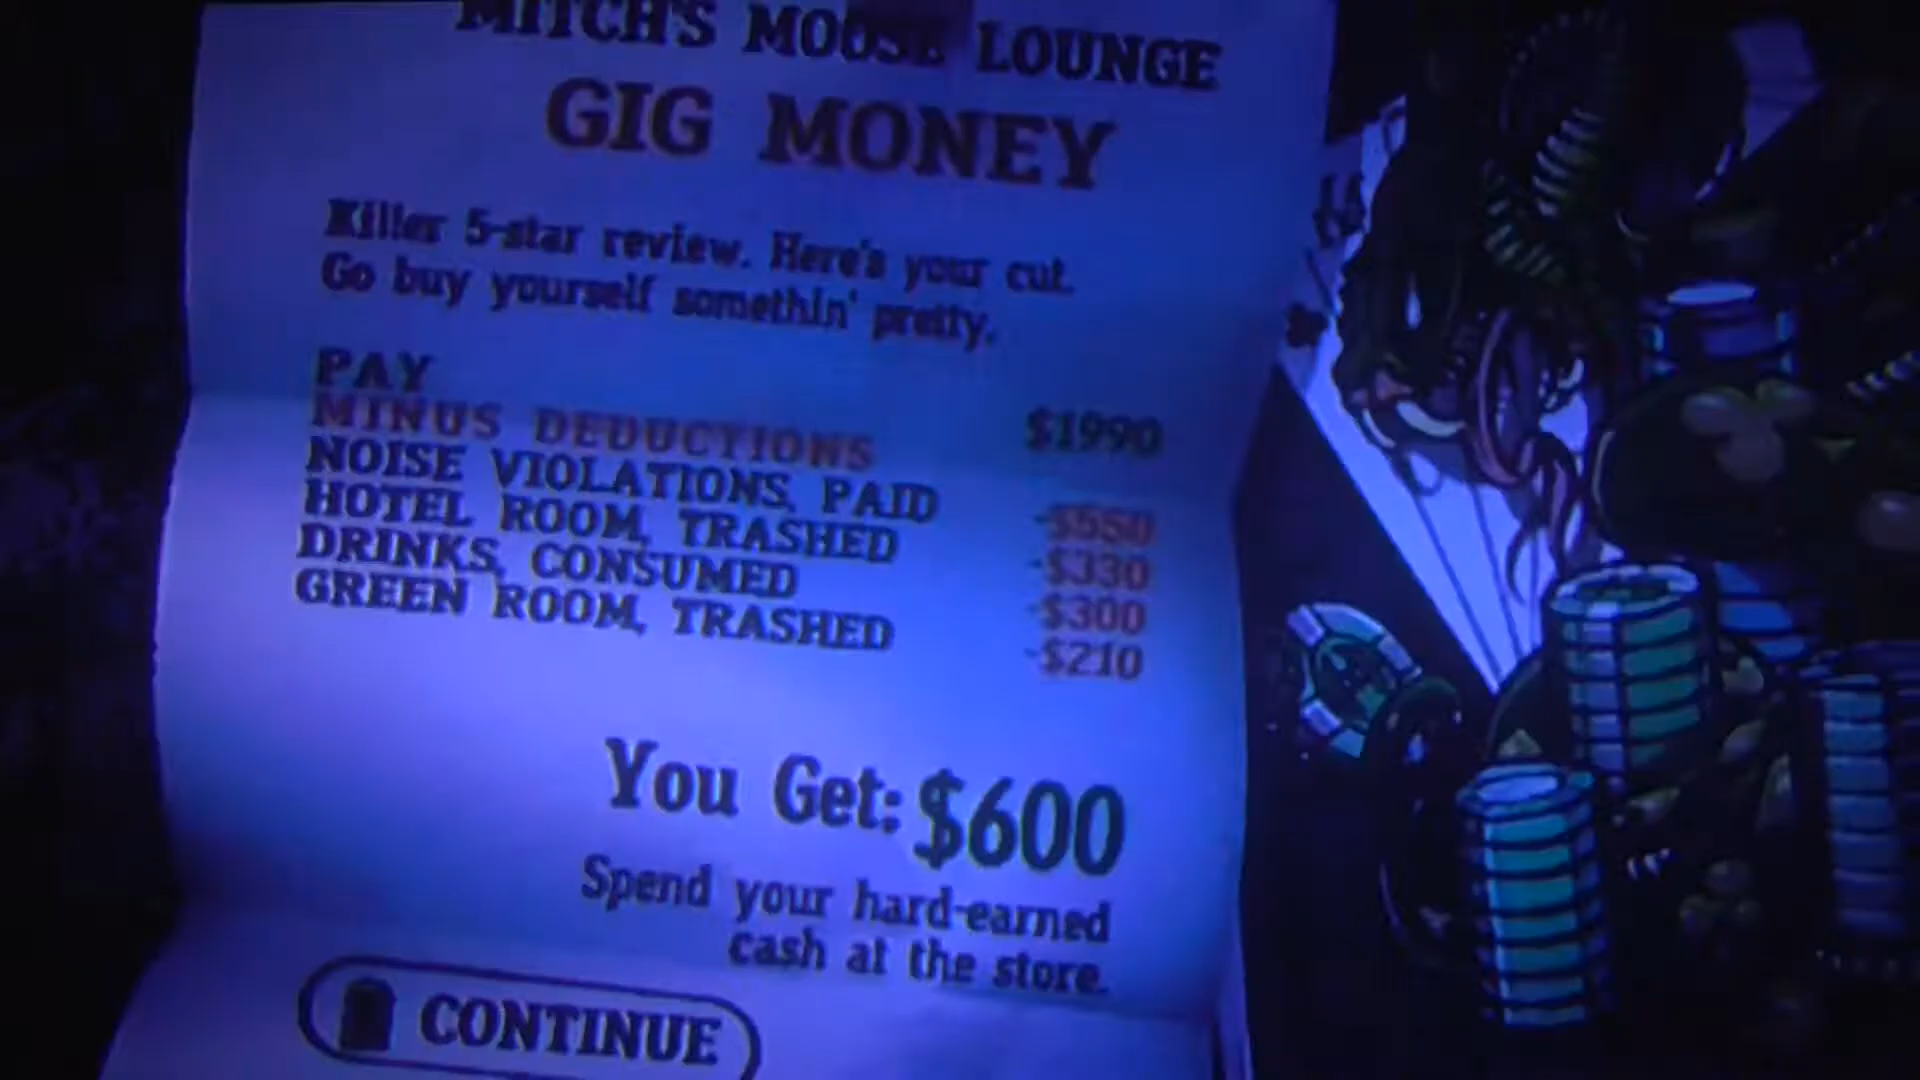 MITCH'S MOOSE LOUNGE
GIG MONEY
Killer 5-star review. Here's your cut.
Go buy yourself somethin' pretty.
PAY $1990
MINUS DEDUCTIONS
NOISE VIOLATIONS, PAID -$550
HOTEL ROOM, TRASHED -$330
DRINKS, CONSUMED -$300
GREEN ROOM, TRASHED -$210
You Get: $600
Spend your hard-earned
cash at the store.
CONTINUE